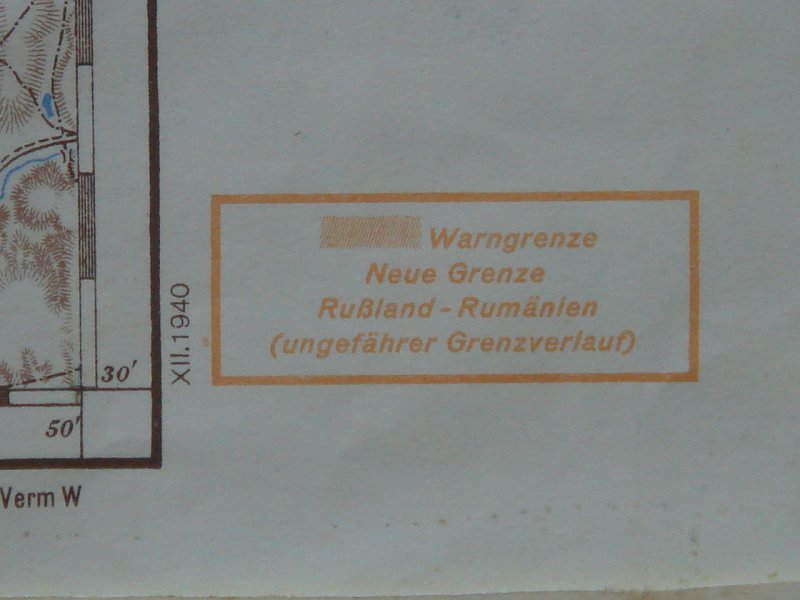 Warngrenze
Neue Grenze
Rußland - Rumänien
(ungefährer Grenzverlauf)
XII.1940
30'
50'
Verm W